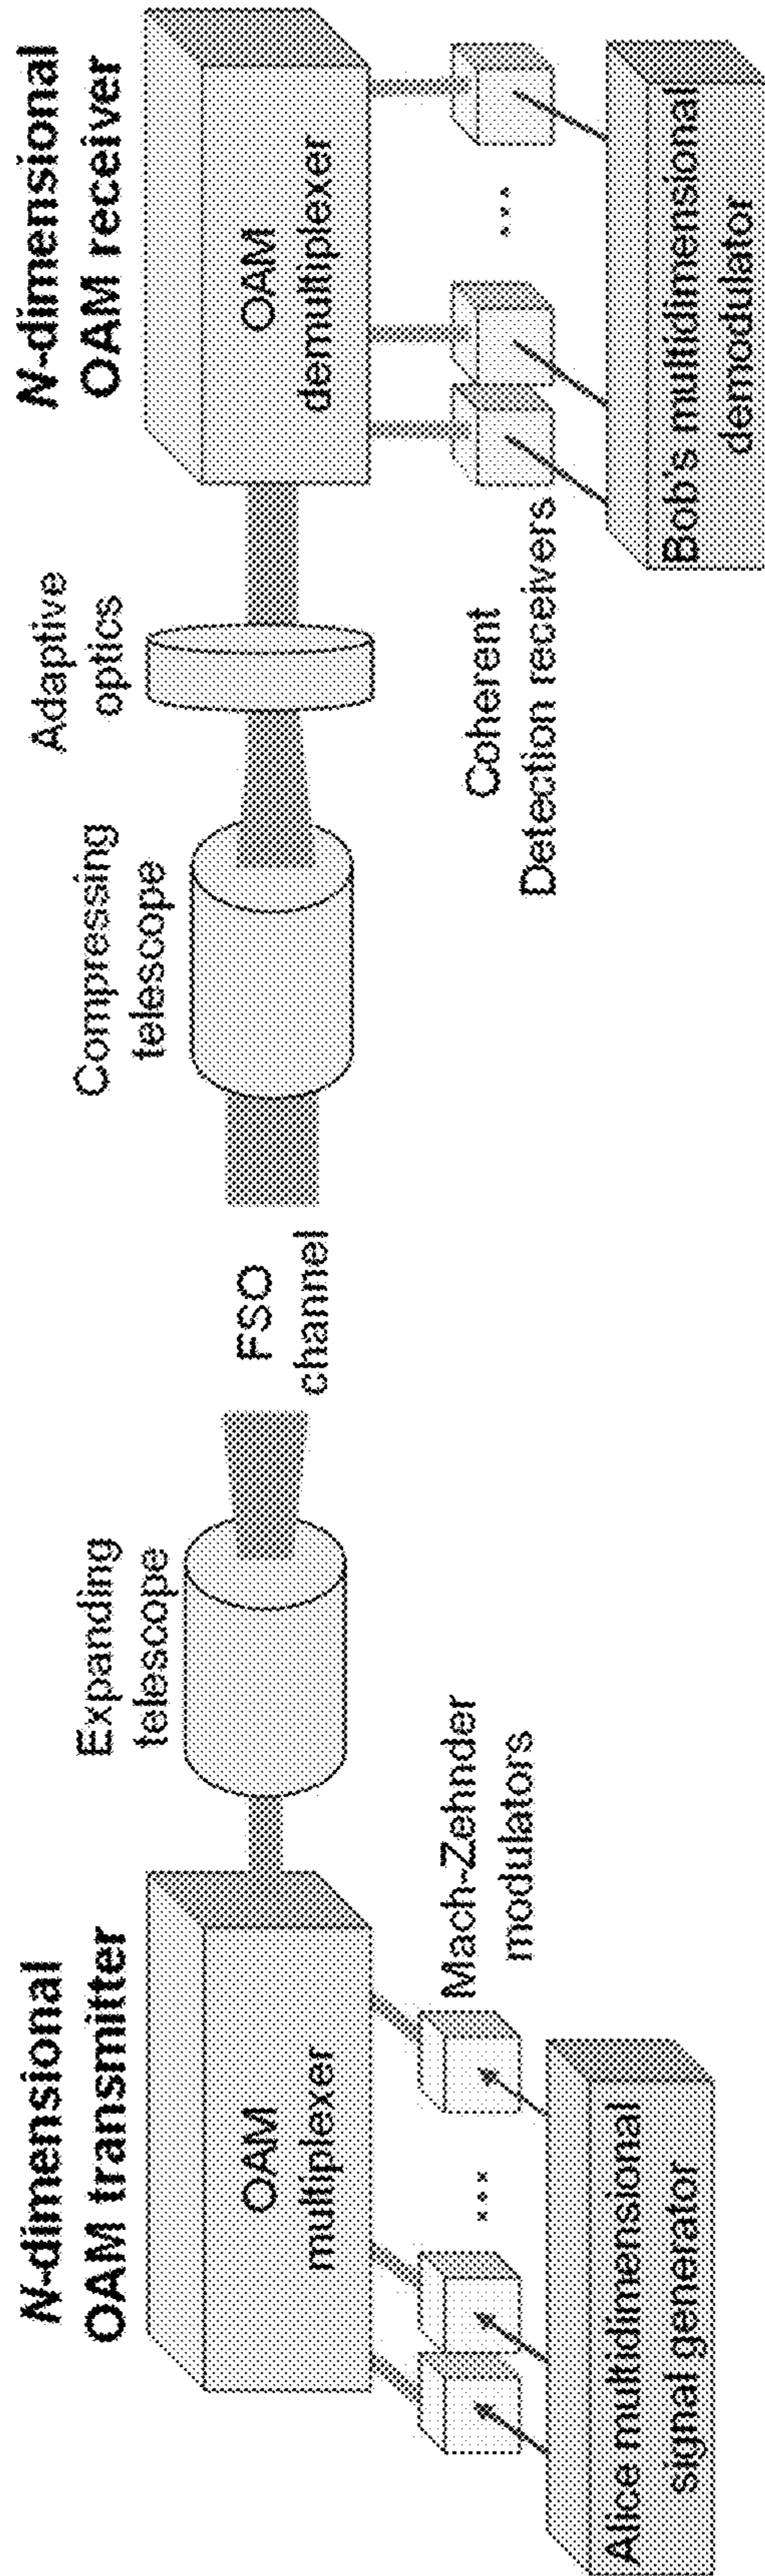 N-dimensional
OAM transmitter
OAM
multiplexer
Mach-Zehnder
modulators
...
Alice multidimensional
signal generator
Expanding
telescope
FSO
channel
Compressing
telescope
Adaptive
optics
N-dimensional
OAM receiver
OAM
demultiplexer
Coherent
Detection receivers
...
Bob's multidimensional
demodulator